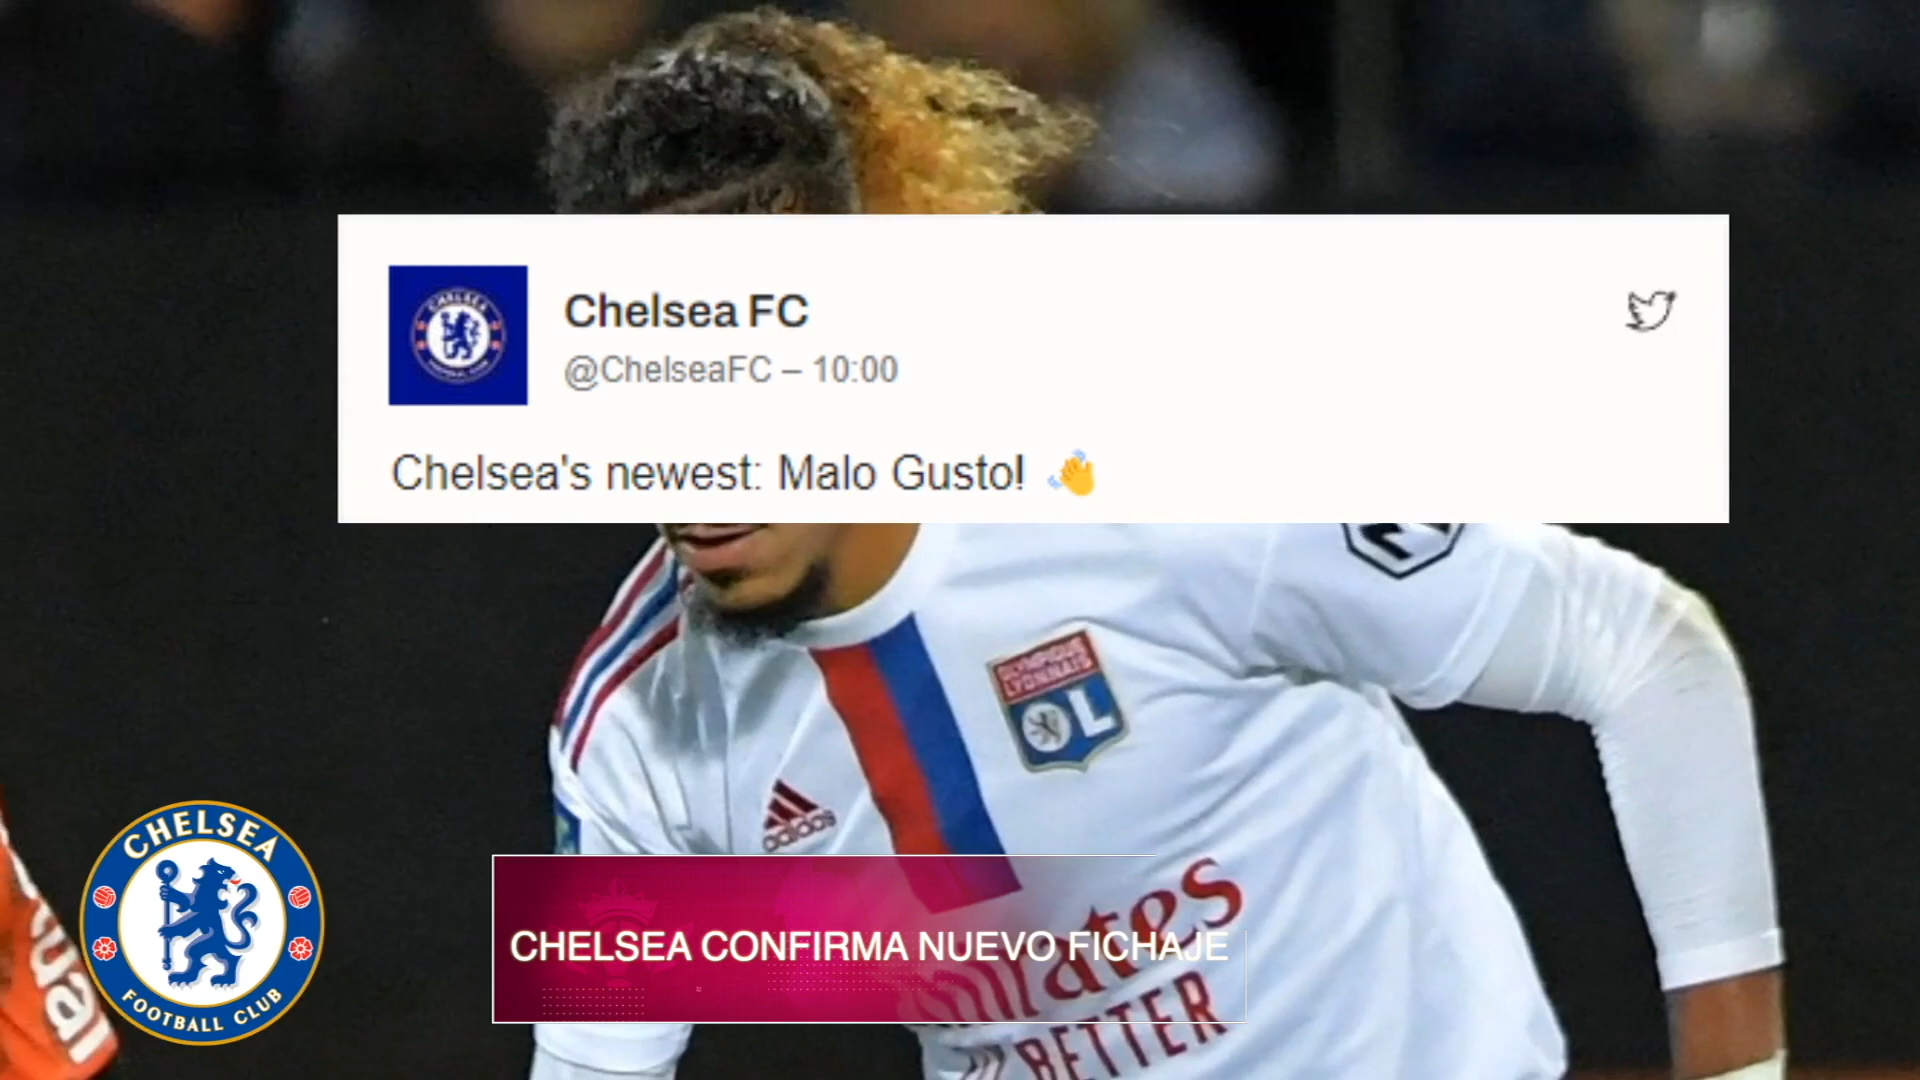 Chelsea FC
@ChelseaFC – 10:00
Chelsea's newest: Malo Gusto! 👋
OLYMPIQUE
LYONNAIS
OL
adidas
Emirates
BETTER
CHELSEA
FOOTBALL CLUB
CHELSEA CONFIRMA NUEVO FICHAJE